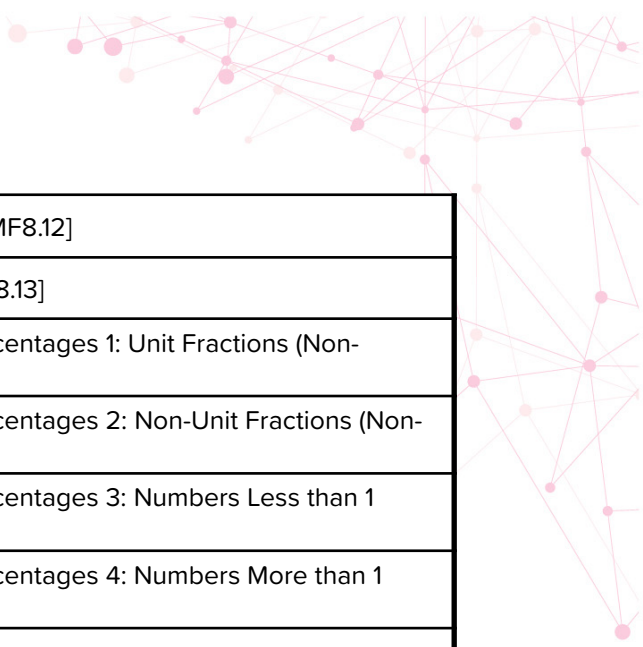 MF8.12]
8.13]
centages 1: Unit Fractions (Non-
centages 2: Non-Unit Fractions (Non-
centages 3: Numbers Less than 1
centages 4: Numbers More than 1